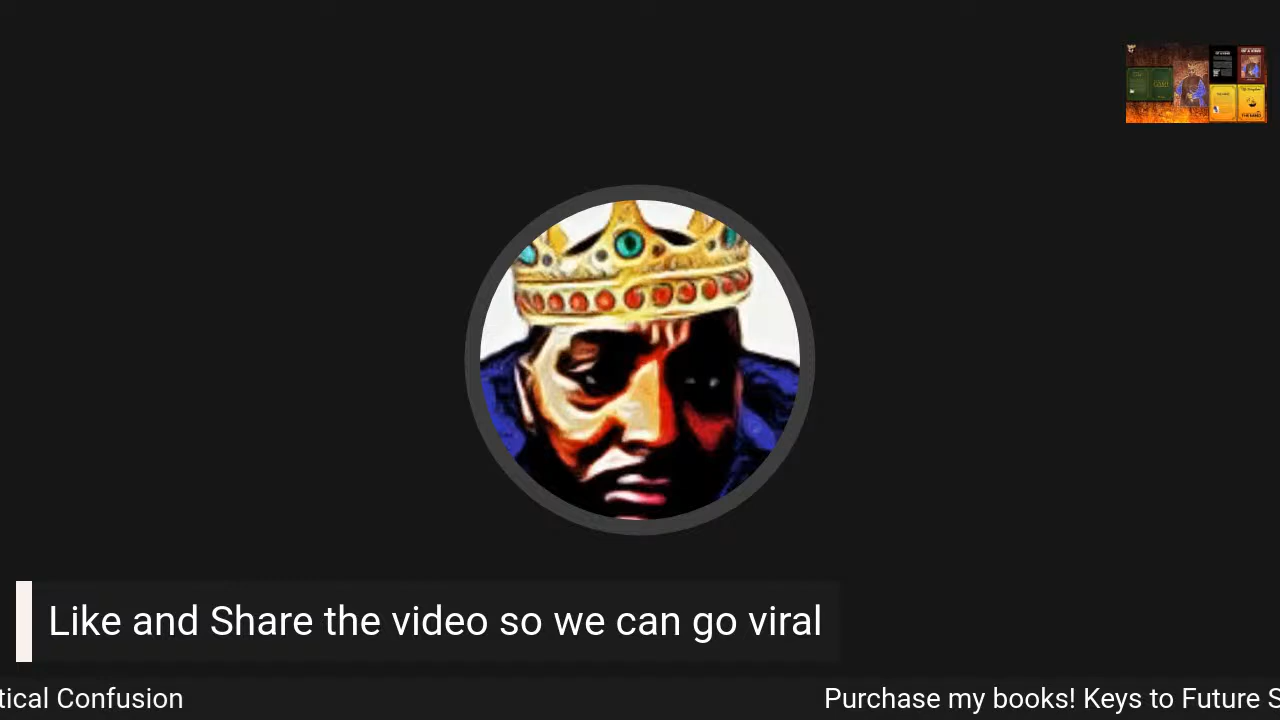 Like and Share the video so we can go viral
tical Confusion
Purchase my books! Keys to Future S